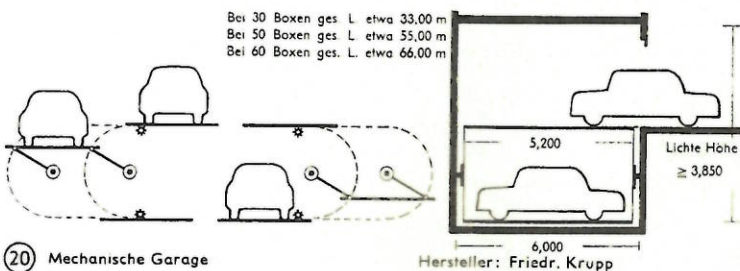 Bei 30 Boxen ges. L. etwa 33,00 m
Bei 50 Boxen ges. L. etwa 55,00 m
Bei 60 Boxen ges. L. etwa 66,00 m
5,200
Lichte Höhe
≧ 3,850
6,000
20 Mechanische Garage
Hersteller: Friedr. Krupp